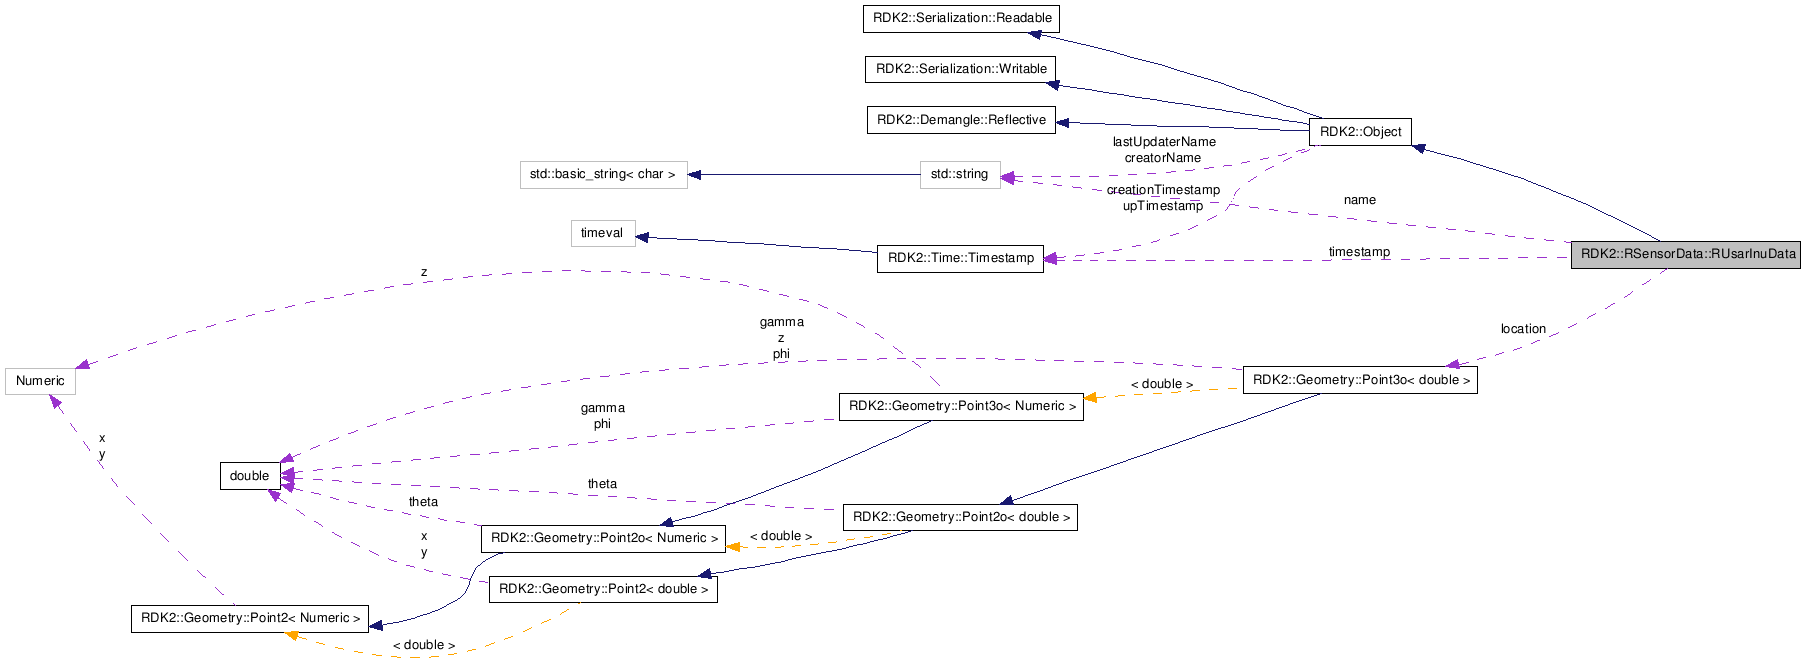 RDK2::Serialization::Readable
RDK2::Serialization::Writable
RDK2::Demangle::Reflective
RDK2::Object
lastUpdaterName
creatorName
std::basic_string< char >
std::string
creationTimestamp
upTimestamp
name
timeval
RDK2::Time::Timestamp
timestamp
RDK2::RSensorData::RUsarInuData
z
gamma
z
phi
location
Numeric
RDK2::Geometry::Point3o< double >
< double >
RDK2::Geometry::Point3o< Numeric >
gamma
phi
x
y
double
theta
theta
RDK2::Geometry::Point2o< double >
RDK2::Geometry::Point2o< Numeric >
< double >
x
y
RDK2::Geometry::Point2< double >
RDK2::Geometry::Point2< Numeric >
< double >